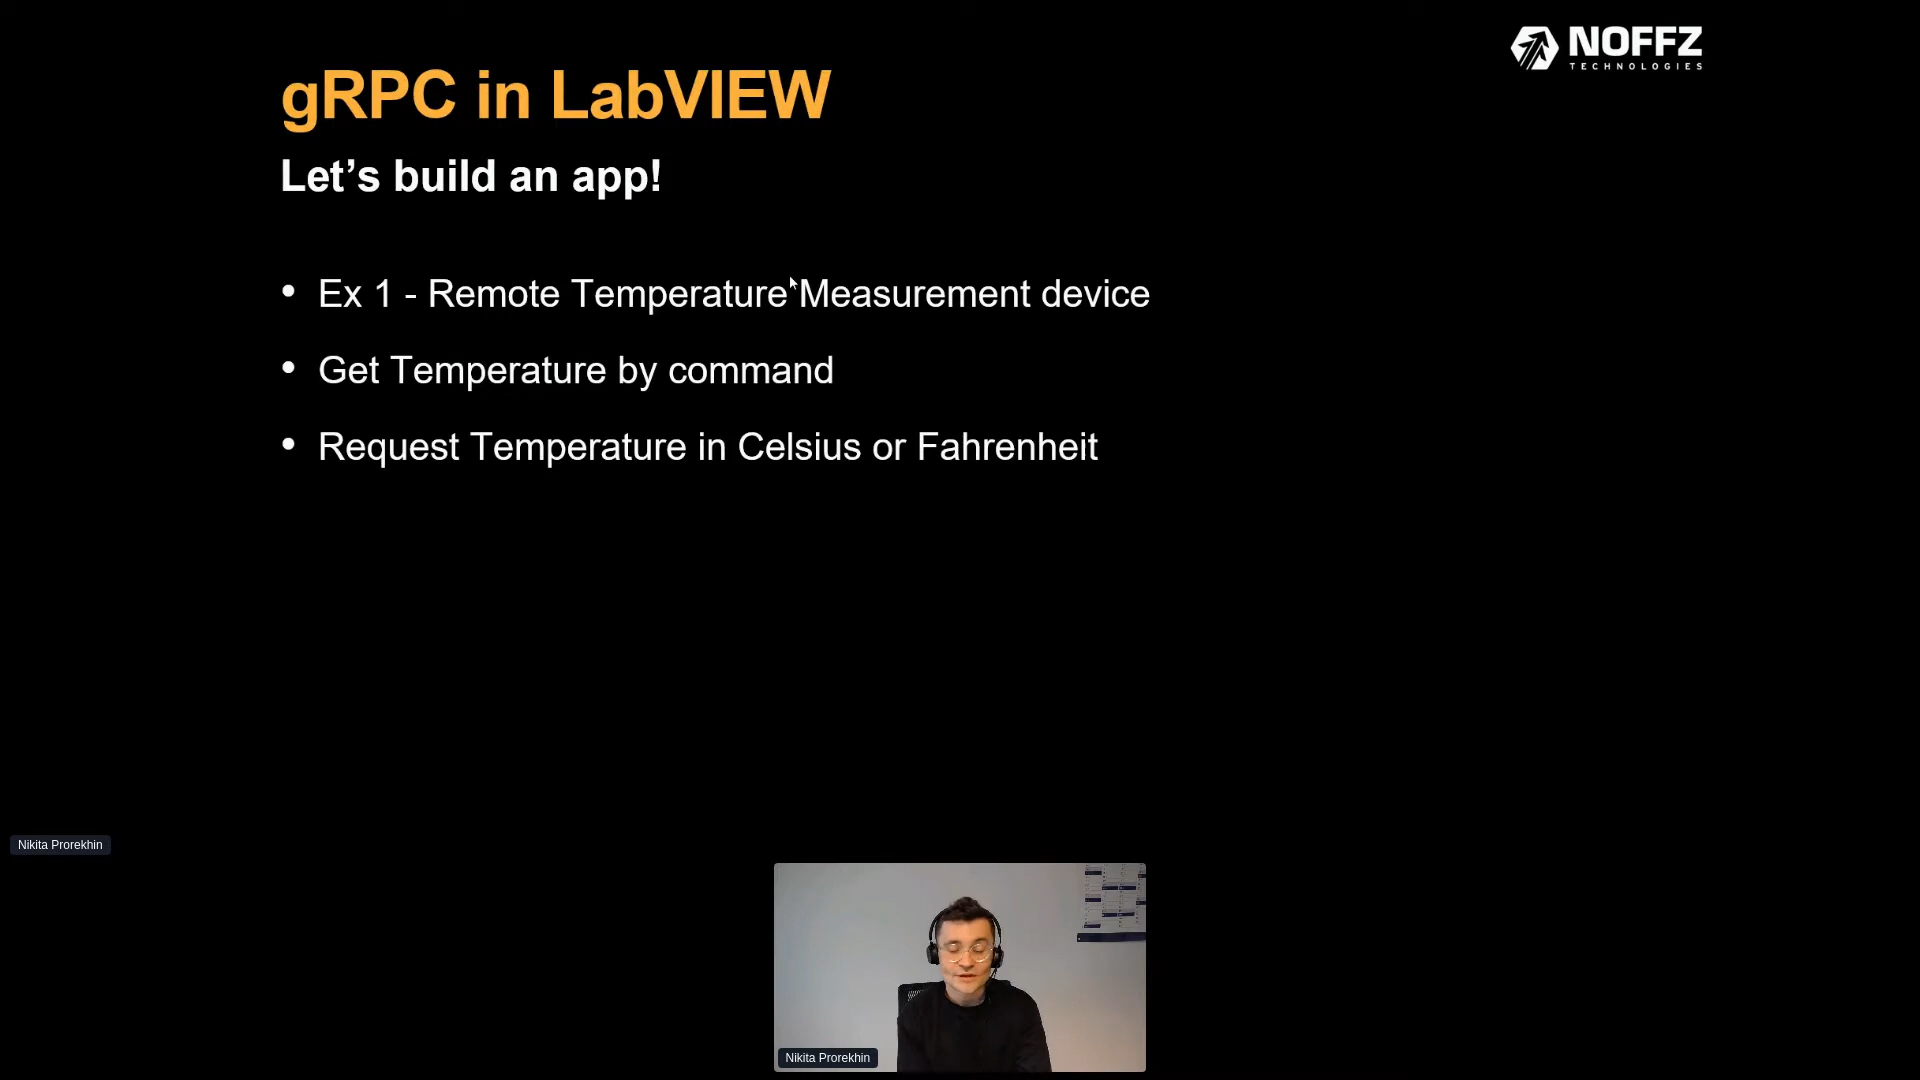 NOFFZ
TECHNOLOGIES
gRPC in LabVIEW
Let’s build an app!
• Ex 1 - Remote Temperature Measurement device
• Get Temperature by command
• Request Temperature in Celsius or Fahrenheit
Nikita Prorekhin
Nikita Prorekhin